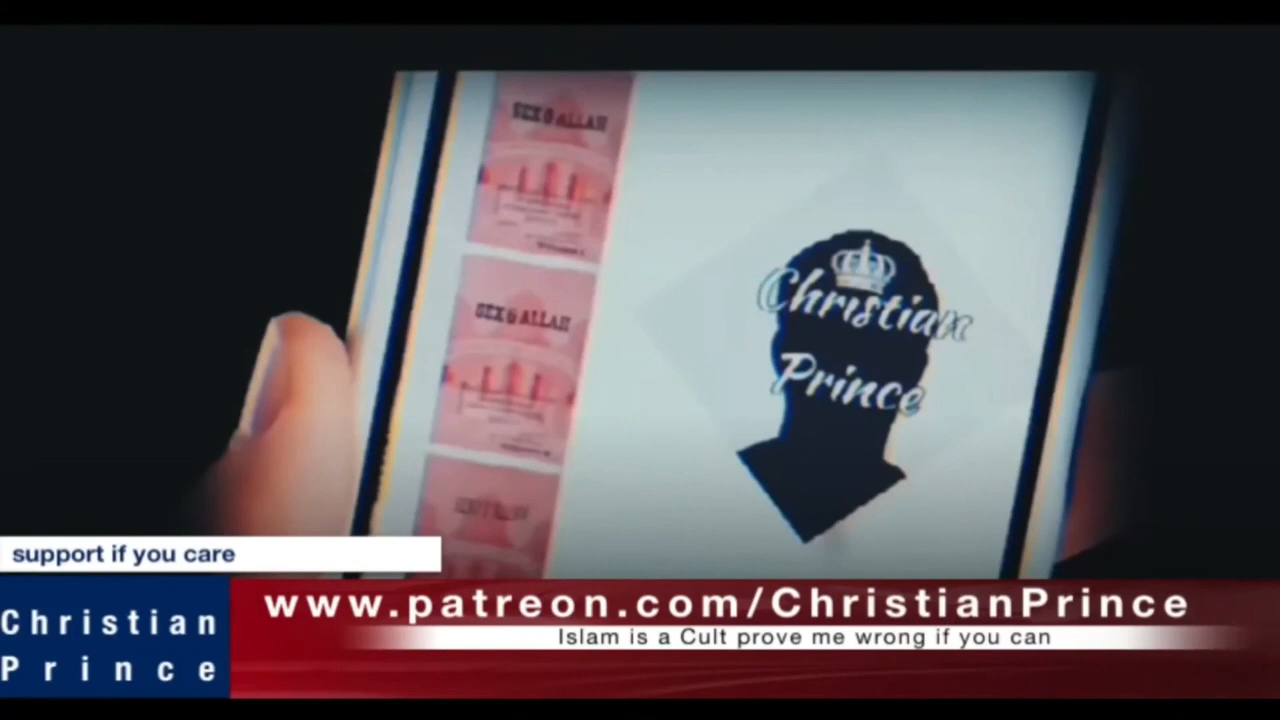 SEX & ALLAH
SEX & ALLAH
Christian
Prince
support if you care
Christian
Prince
www.patreon.com/ChristianPrince
Islam is a Cult prove me wrong if you can